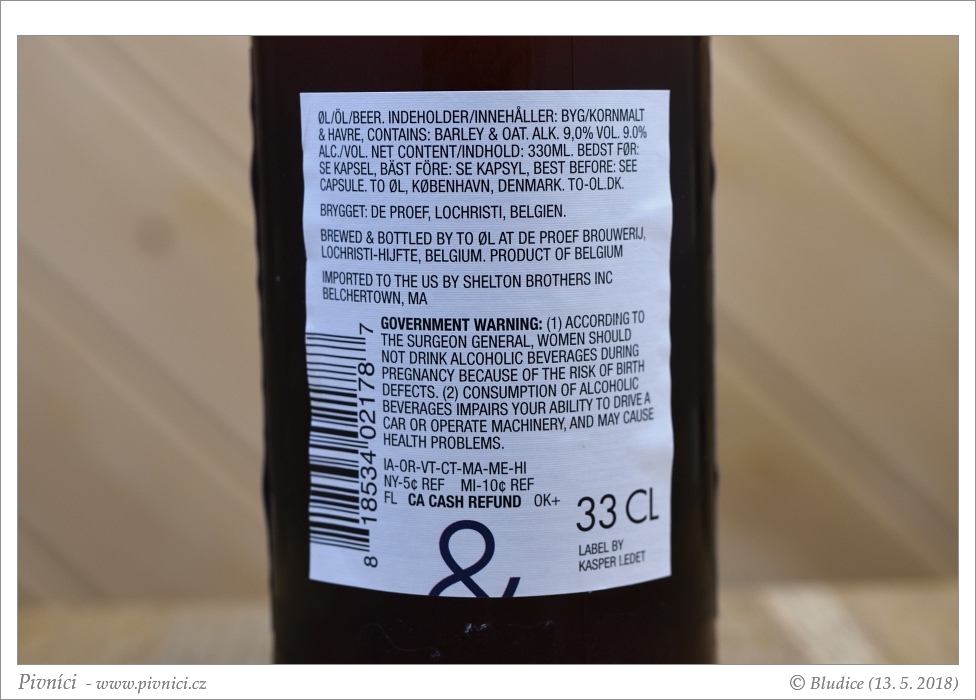 ØL/ÖL/BEER. INDEHOLDER/INNEHÅLLER: BYG/KORNMALT
& HAVRE, CONTAINS: BARLEY & OAT. ALK. 9,0% VOL. 9.0%
ALC./VOL. NET CONTENT/INDHOLD: 330ML. BEDST FØR:
SE KAPSEL, BÄST FÖRE: SE KAPSYL, BEST BEFORE: SEE
CAPSULE. TO ØL, KØBENHAVN, DENMARK. TO-OL.DK.
BRYGGET: DE PROEF, LOCHRISTI, BELGIEN.
BREWED & BOTTLED BY TO ØL AT DE PROEF BROUWERIJ,
LOCHRISTI-HIJFTE, BELGIUM. PRODUCT OF BELGIUM
IMPORTED TO THE US BY SHELTON BROTHERS INC
BELCHERTOWN, MA
GOVERNMENT WARNING: (1) ACCORDING TO
THE SURGEON GENERAL, WOMEN SHOULD
NOT DRINK ALCOHOLIC BEVERAGES DURING
PREGNANCY BECAUSE OF THE RISK OF BIRTH
DEFECTS. (2) CONSUMPTION OF ALCOHOLIC
BEVERAGES IMPAIRS YOUR ABILITY TO DRIVE A
CAR OR OPERATE MACHINERY, AND MAY CAUSE
HEALTH PROBLEMS.
IA-OR-VT-CT-MA-ME-HI
NY-5¢ REF MI-10¢ REF
FL CA CASH REFUND OK+
8 18534 02178 7
33 CL
LABEL BY
KASPER LEDET
&
Pivníci - www.pivnici.cz
© Bludice (13. 5. 2018)